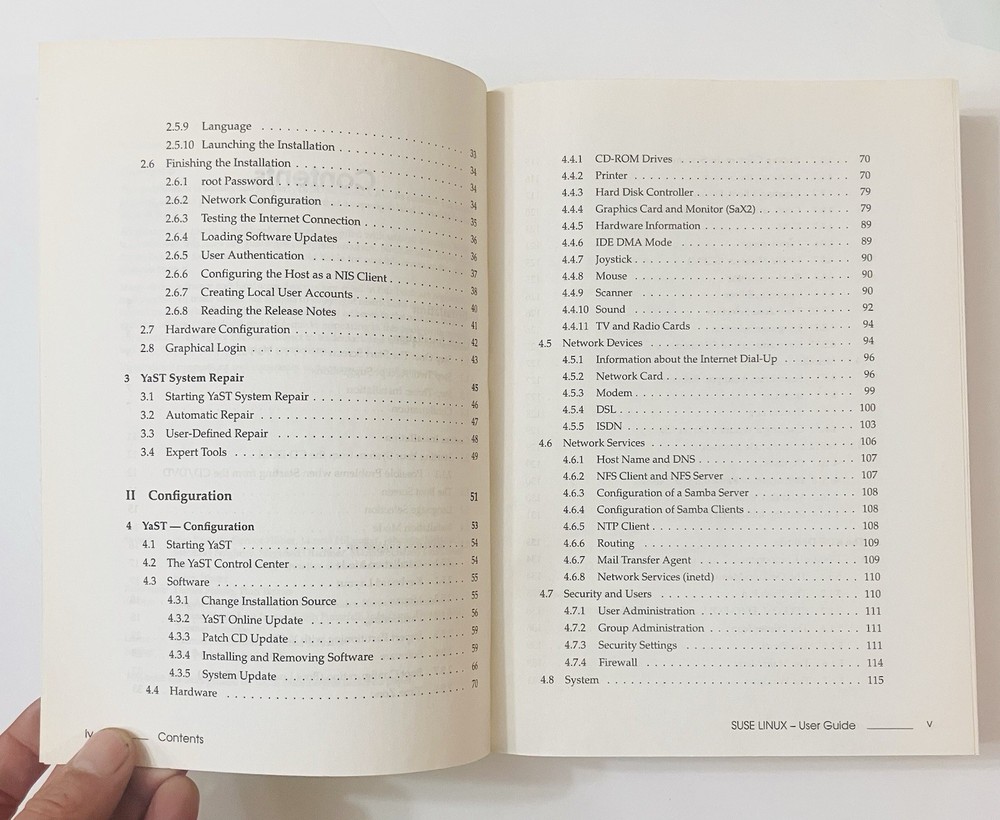 2.5.9 Language . . . . . . . . . . . . . . . . . . . . 33
2.5.10 Launching the Installation . . . . . . . . . . . . 34
2.6 Finishing the Installation . . . . . . . . . . . . . . . . 34
2.6.1 root Password . . . . . . . . . . . . . . . . . . 34
2.6.2 Network Configuration . . . . . . . . . . . . . 35
2.6.3 Testing the Internet Connection . . . . . . . . . 36
2.6.4 Loading Software Updates . . . . . . . . . . . . 36
2.6.5 User Authentication . . . . . . . . . . . . . . . 37
2.6.6 Configuring the Host as a NIS Client . . . . . . . 38
2.6.7 Creating Local User Accounts . . . . . . . . . . 40
2.6.8 Reading the Release Notes . . . . . . . . . . . . 41
2.7 Hardware Configuration . . . . . . . . . . . . . . . . 42
2.8 Graphical Login . . . . . . . . . . . . . . . . . . . . 43
3 YaST System Repair 45
3.1 Starting YaST System Repair . . . . . . . . . . . . . . 46
3.2 Automatic Repair . . . . . . . . . . . . . . . . . . . 47
3.3 User-Defined Repair . . . . . . . . . . . . . . . . . . 48
3.4 Expert Tools . . . . . . . . . . . . . . . . . . . . . . 49
II Configuration 51
4 YaST — Configuration 53
4.1 Starting YaST . . . . . . . . . . . . . . . . . . . . . 54
4.2 The YaST Control Center . . . . . . . . . . . . . . . . 54
4.3 Software . . . . . . . . . . . . . . . . . . . . . . . . 55
4.3.1 Change Installation Source . . . . . . . . . . . . 55
4.3.2 YaST Online Update . . . . . . . . . . . . . . . 56
4.3.3 Patch CD Update . . . . . . . . . . . . . . . . . 59
4.3.4 Installing and Removing Software . . . . . . . . 59
4.3.5 System Update . . . . . . . . . . . . . . . . . . 66
4.4 Hardware . . . . . . . . . . . . . . . . . . . . . . . . 70
iv Contents
4.4.1 CD-ROM Drives . . . . . . . . . . . . . . . . . 70
4.4.2 Printer . . . . . . . . . . . . . . . . . . . . . . 70
4.4.3 Hard Disk Controller . . . . . . . . . . . . . . . 79
4.4.4 Graphics Card and Monitor (SaX2) . . . . . . . . 79
4.4.5 Hardware Information . . . . . . . . . . . . . . 89
4.4.6 IDE DMA Mode . . . . . . . . . . . . . . . . . 89
4.4.7 Joystick . . . . . . . . . . . . . . . . . . . . . . 90
4.4.8 Mouse . . . . . . . . . . . . . . . . . . . . . . 90
4.4.9 Scanner . . . . . . . . . . . . . . . . . . . . . 90
4.4.10 Sound . . . . . . . . . . . . . . . . . . . . . . 92
4.4.11 TV and Radio Cards . . . . . . . . . . . . . . . 94
4.5 Network Devices . . . . . . . . . . . . . . . . . . . . 94
4.5.1 Information about the Internet Dial-Up . . . . . . 96
4.5.2 Network Card . . . . . . . . . . . . . . . . . . 96
4.5.3 Modem . . . . . . . . . . . . . . . . . . . . . . 99
4.5.4 DSL . . . . . . . . . . . . . . . . . . . . . . . 100
4.5.5 ISDN . . . . . . . . . . . . . . . . . . . . . . 103
4.6 Network Services . . . . . . . . . . . . . . . . . . . . 106
4.6.1 Host Name and DNS . . . . . . . . . . . . . . . 107
4.6.2 NFS Client and NFS Server . . . . . . . . . . . . 107
4.6.3 Configuration of a Samba Server . . . . . . . . . 108
4.6.4 Configuration of Samba Clients . . . . . . . . . . 108
4.6.5 NTP Client . . . . . . . . . . . . . . . . . . . . 108
4.6.6 Routing . . . . . . . . . . . . . . . . . . . . . 109
4.6.7 Mail Transfer Agent . . . . . . . . . . . . . . . 109
4.6.8 Network Services (inetd) . . . . . . . . . . . . . 110
4.7 Security and Users . . . . . . . . . . . . . . . . . . . 110
4.7.1 User Administration . . . . . . . . . . . . . . . 111
4.7.2 Group Administration . . . . . . . . . . . . . . 111
4.7.3 Security Settings . . . . . . . . . . . . . . . . . 111
4.7.4 Firewall . . . . . . . . . . . . . . . . . . . . . 114
4.8 System . . . . . . . . . . . . . . . . . . . . . . . . . 115
SUSE LINUX – User Guide v